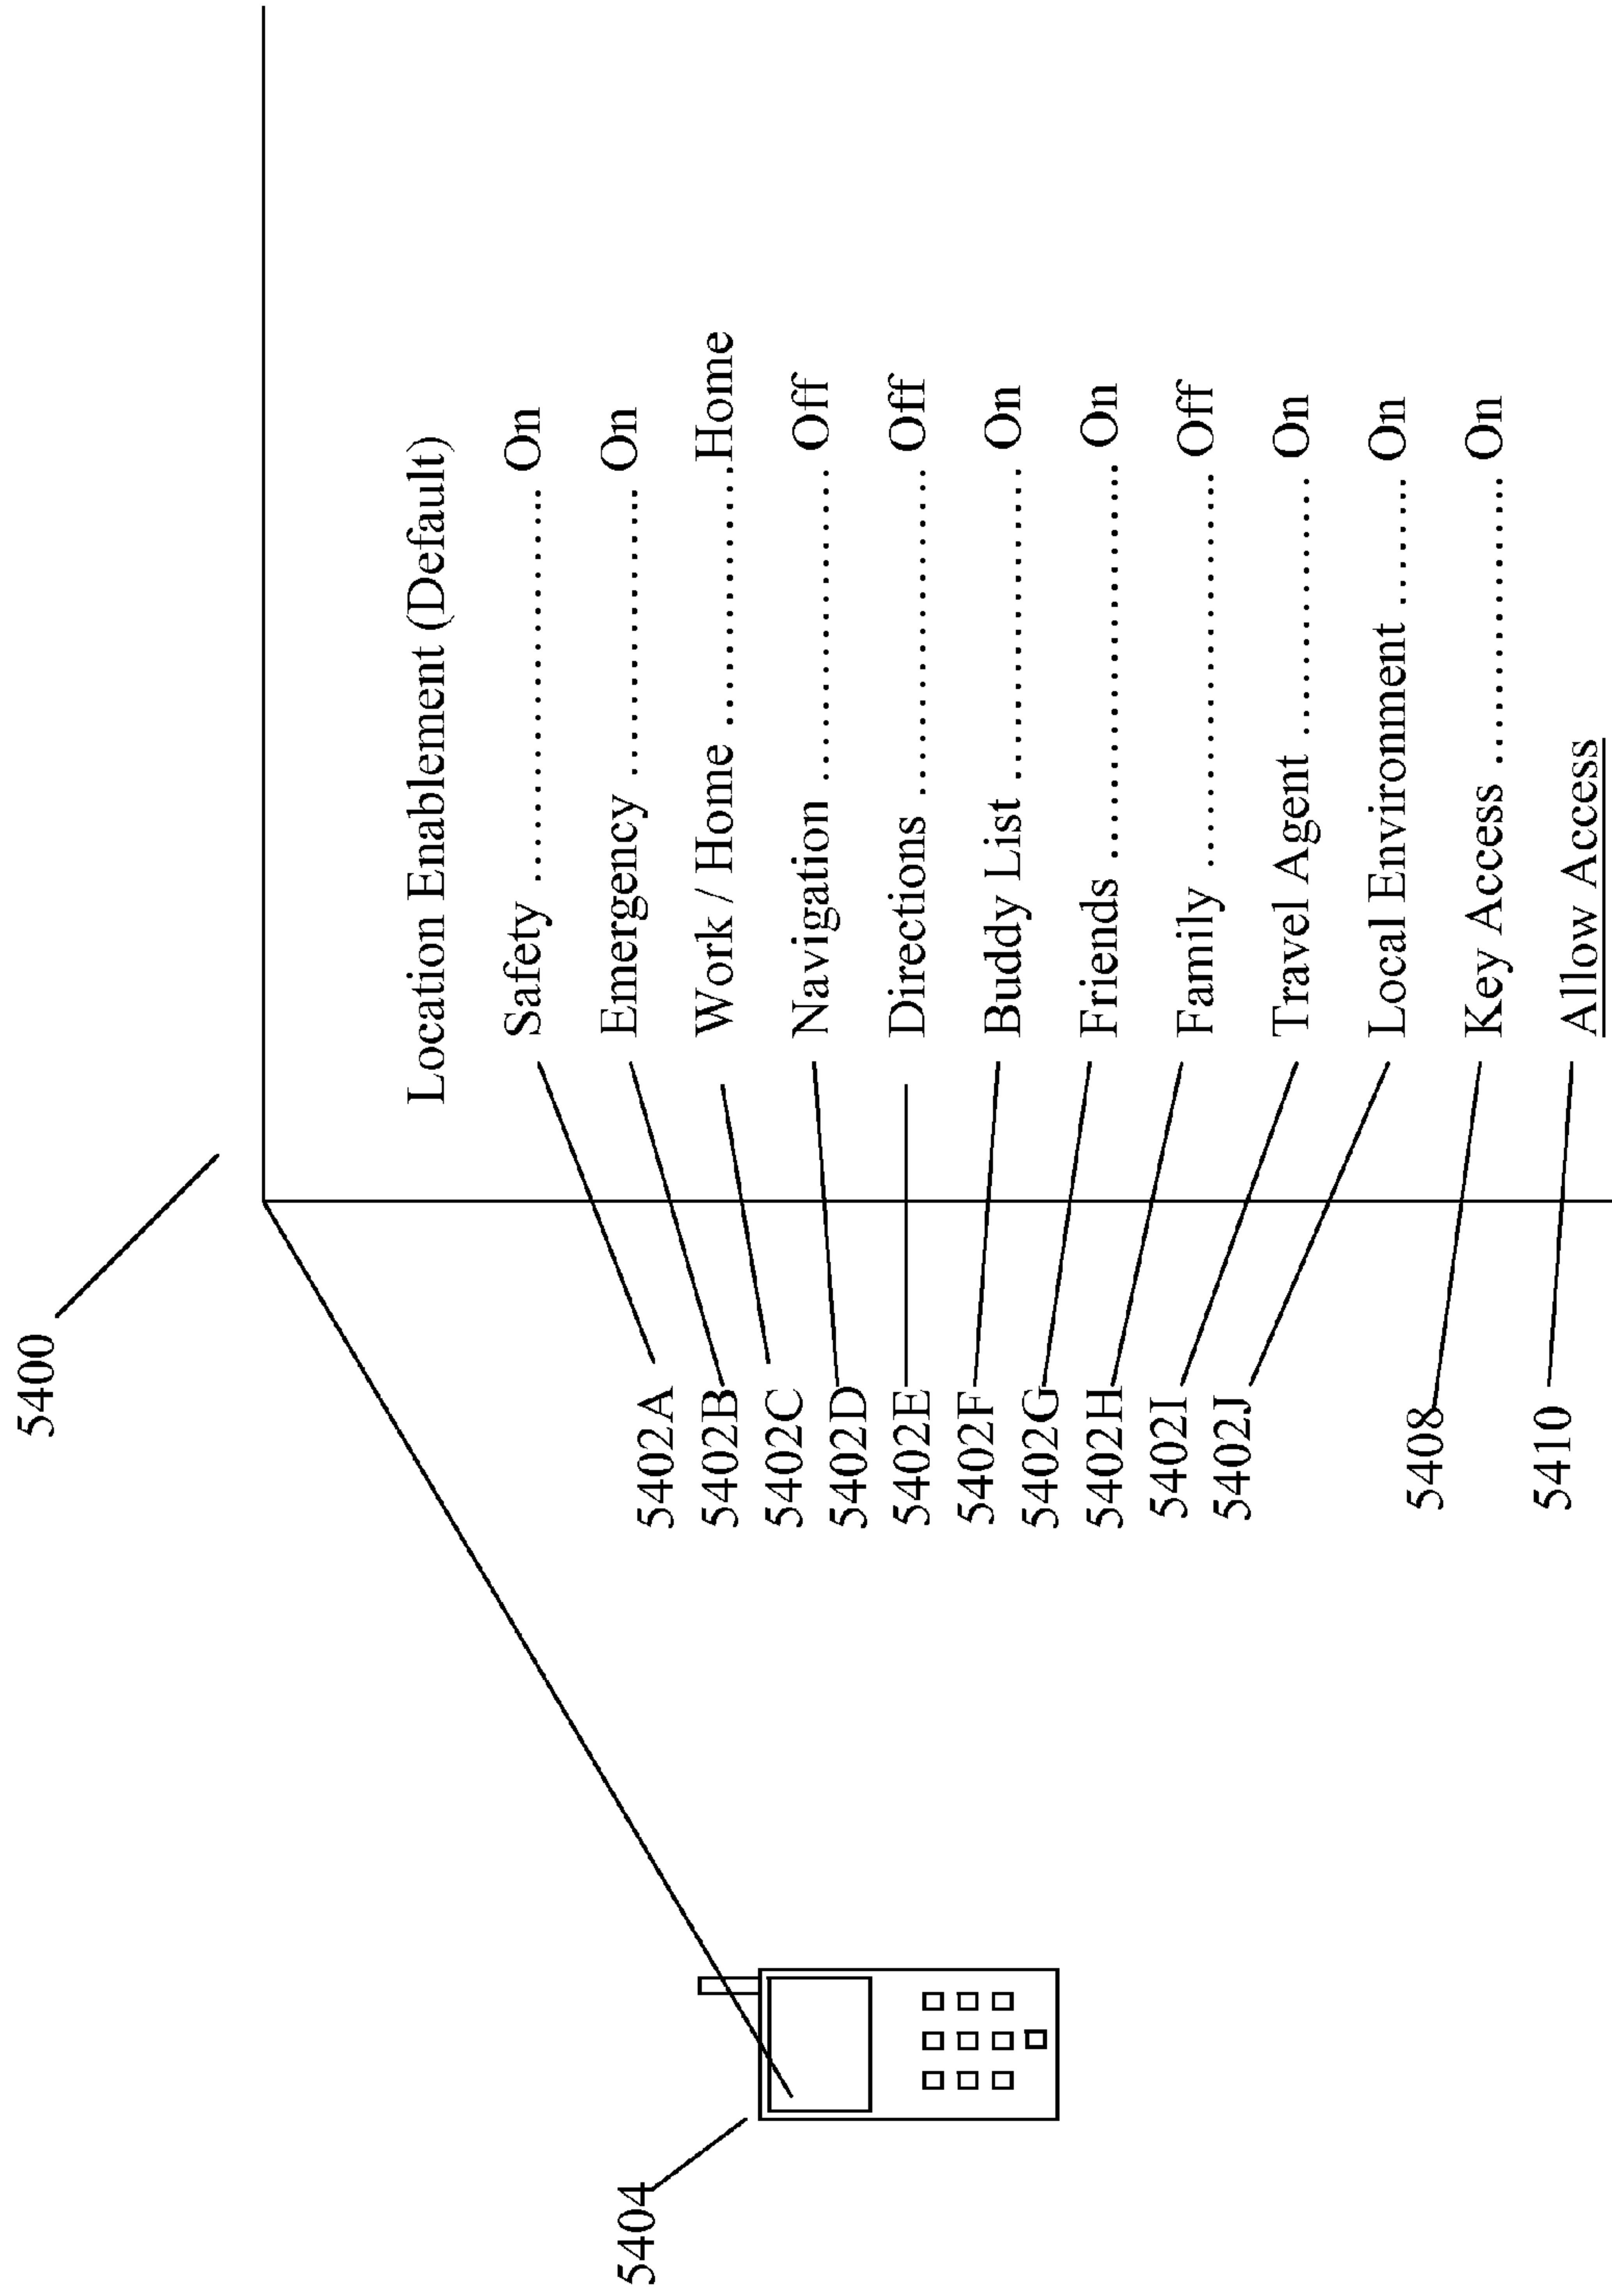 5400
Location Enablement (Default)
5402A Safety ................................ On
5402B Emergency ........................ On
5402C Work / Home ....................Home
5402D Navigation ........................ Off
5402E Directions ......................... Off
5402F Buddy List ........................ On
5402G Friends .............................. On
5402H Family .............................. Off
5402I Travel Agent .................... On
5402J Local Environment ........ On
5408 Key Access ...................... On
5410 Allow Access
5404